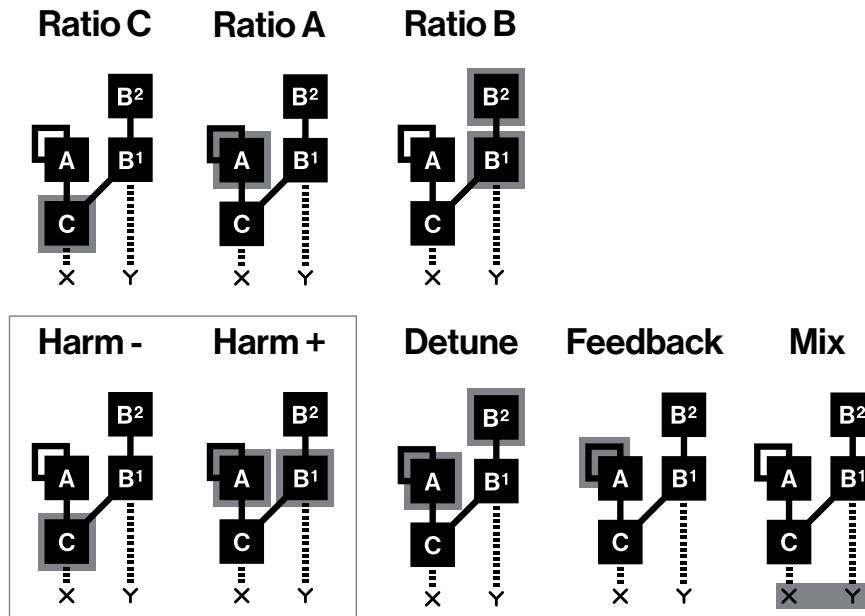 Ratio C Ratio A Ratio B
B² B² B²
A B¹ A B¹ A B¹
C C C
X Y X Y X Y
Harm - Harm + Detune Feedback Mix
B² B² B² B² B²
A B¹ A B¹ A B¹ A B¹ A B¹
C C C C C
X Y X Y X Y X Y X Y